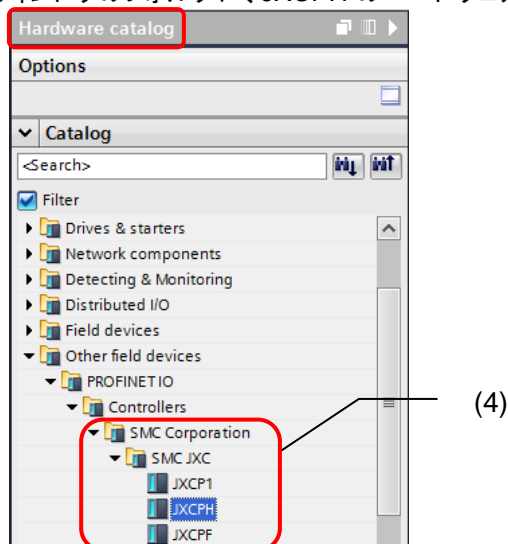 Hardware catalog
Options
Catalog
<Search>
Filter
Drives & starters
Network components
Detecting & Monitoring
Distributed I/O
Field devices
Other field devices
PROFINET IO
Controllers
(4)
SMC Corporation
SMC JXC
JXCP1
JXCPH
JXCPF